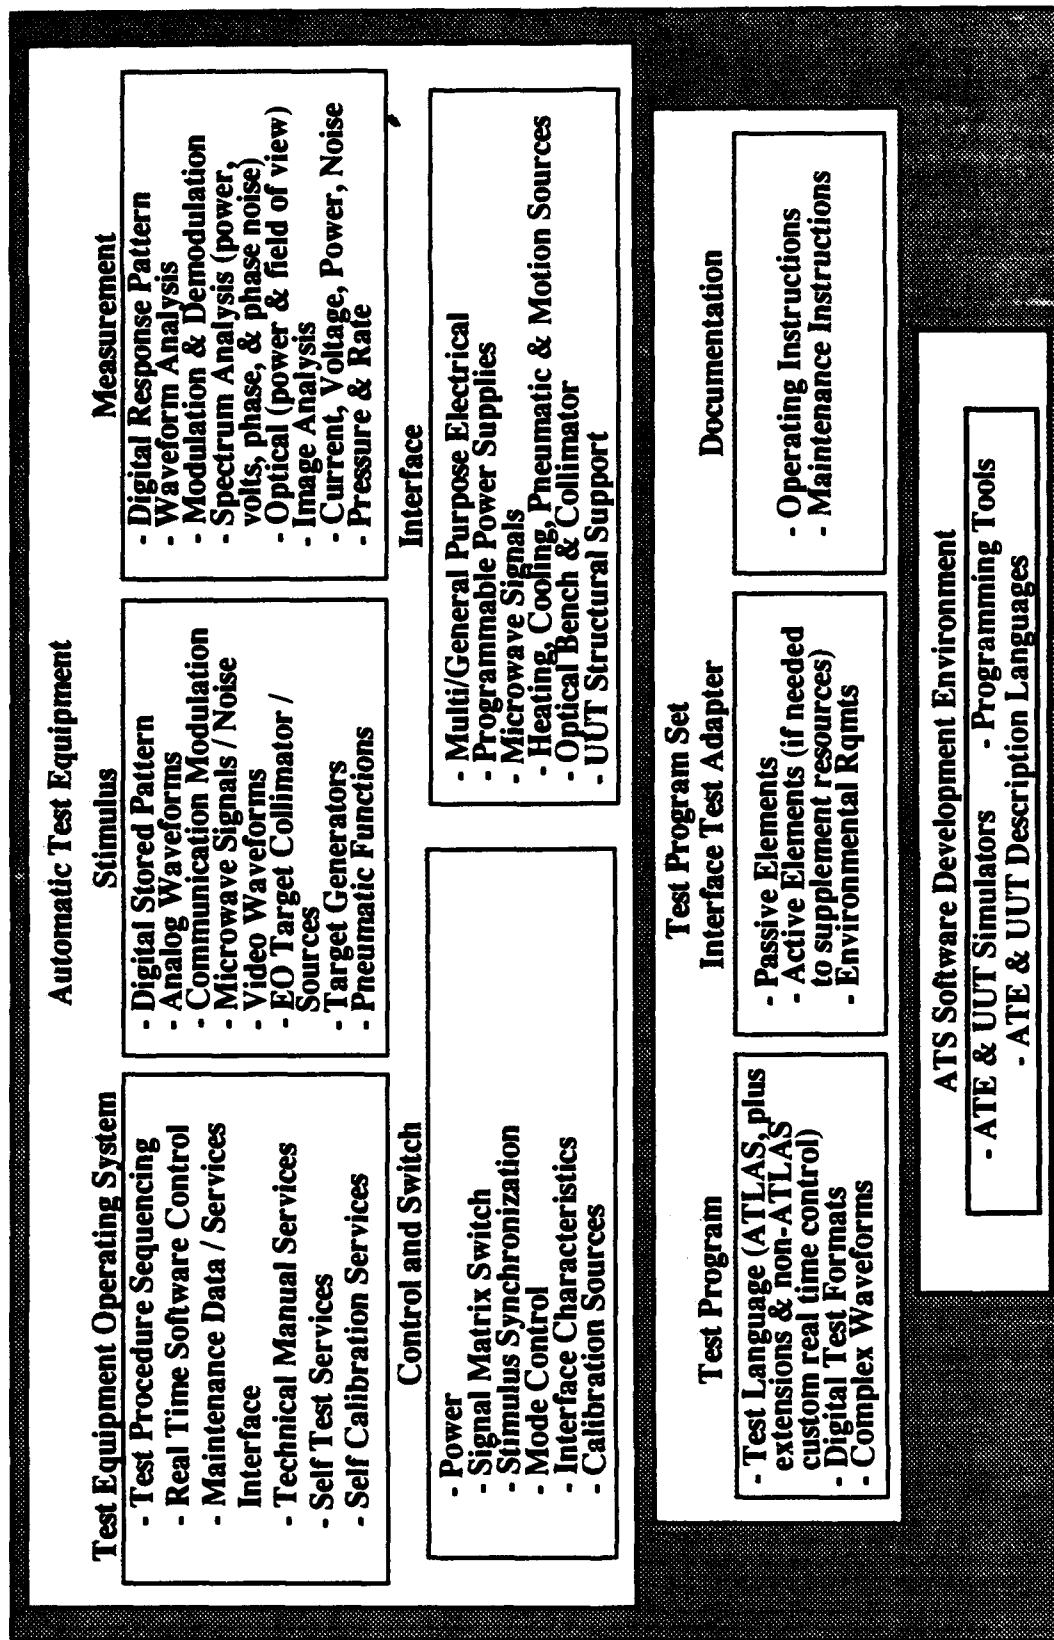 Automatic Test Equipment
Test Equipment Operating System
- Test Procedure Sequencing
- Real Time Software Control
- Maintenance Data / Services
Interface
- Technical Manual Services
- Self Test Services
- Self Calibration Services
Stimulus
- Digital Stored Pattern
- Analog Waveforms
- Communication Modulation
- Microwave Signals / Noise
- Video Waveforms
- EO Target Collimator /
Sources
- Target Generators
- Pneumatic Functions
Measurement
- Digital Response Pattern
- Waveform Analysis
- Modulation & Demodulation
- Spectrum Analysis (power,
volts, phase, & phase noise)
- Optical (power & field of view)
- Image Analysis
- Current, Voltage, Power, Noise
- Pressure & Rate
Control and Switch
- Power
- Signal Matrix Switch
- Stimulus Synchronization
- Mode Control
- Interface Characteristics
- Calibration Sources
Interface
- Multi/General Purpose Electrical
- Programmable Power Supplies
- Microwave Signals
- Heating, Cooling, Pneumatic & Motion Sources
- Optical Bench & Collimator
- UUT Structural Support
Test Program Set
Test Program
- Test Language (ATLAS, plus
extensions & non-ATLAS
custom real time control)
- Digital Test Formats
- Complex Waveforms
Interface Test Adapter
- Passive Elements
- Active Elements (if needed
to supplement resources)
- Environmental Rqmts
Documentation
- Operating Instructions
- Maintenance Instructions
ATS Software Development Environment
- ATE & UUT Simulators - Programming Tools
- ATE & UUT Description Languages